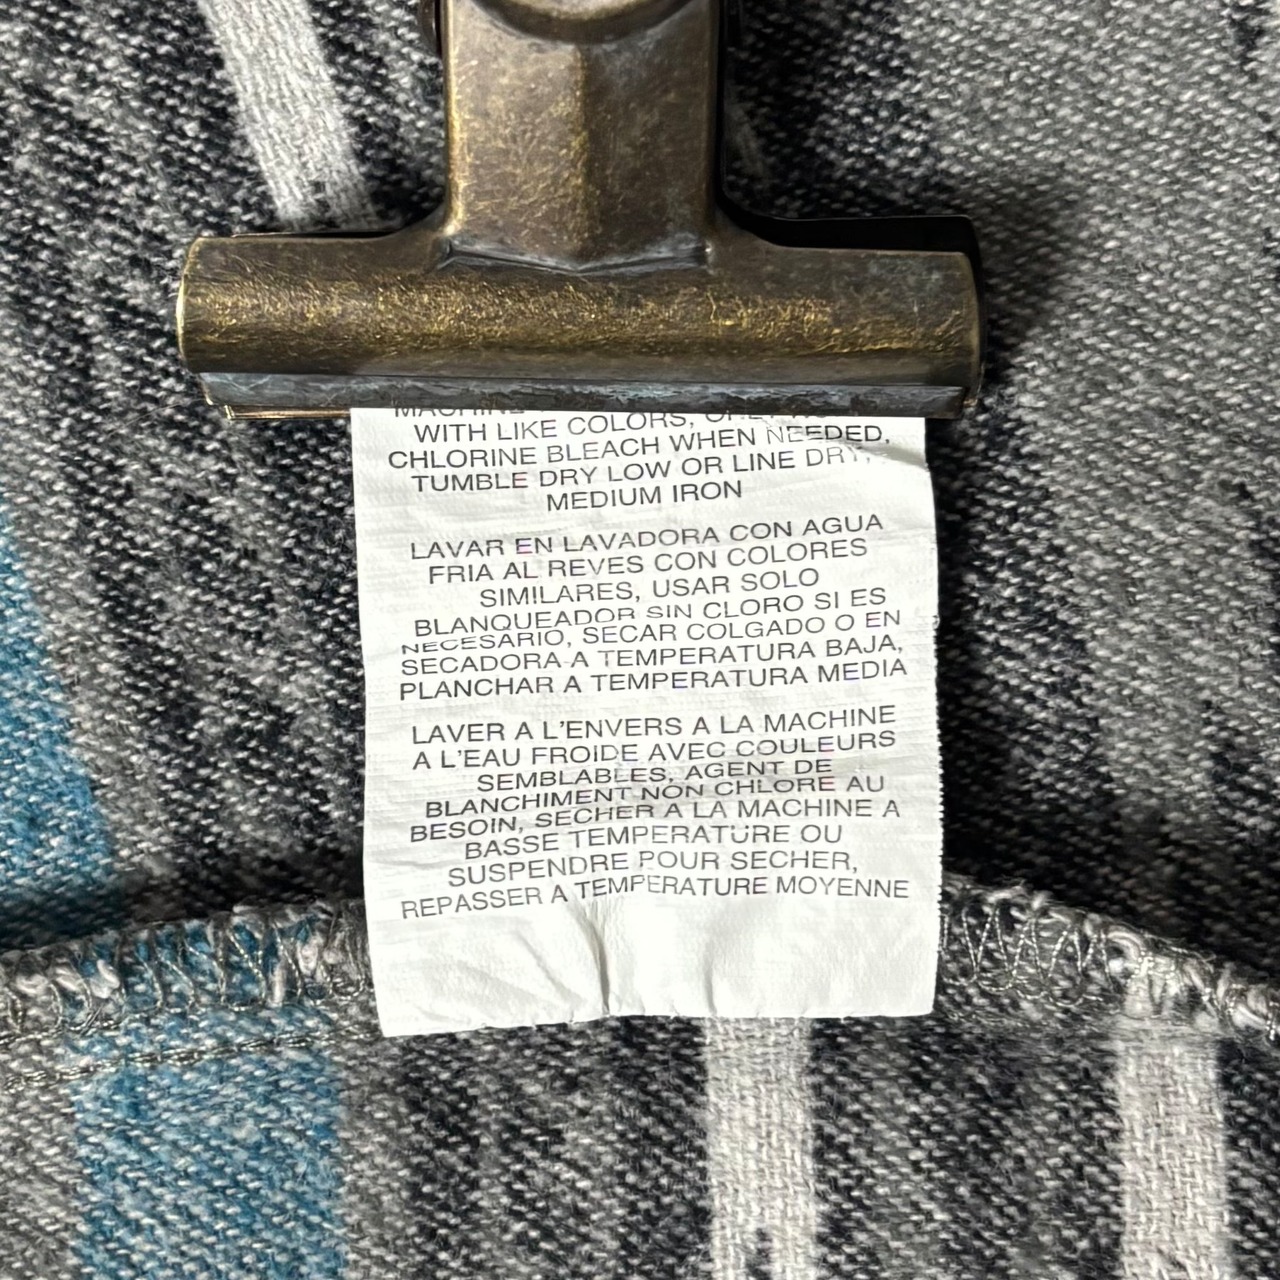 MACHINE
WITH LIKE COLORS,
CHLORINE BLEACH WHEN NEEDED,
TUMBLE DRY LOW OR LINE DRY,
MEDIUM IRON
LAVAR EN LAVADORA CON AGUA
FRIA AL REVES CON COLORES
SIMILARES, USAR SOLO
BLANQUEADOR SIN CLORO SI ES
NECESARIO, SECAR COLGADO O EN
SECADORA A TEMPERATURA BAJA,
PLANCHAR A TEMPERATURA MEDIA
LAVER A L'ENVERS A LA MACHINE
A L'EAU FROIDE AVEC COULEURS
SEMBLABLES, AGENT DE
BLANCHIMENT NON CHLORE AU
BESOIN, SECHER A LA MACHINE A
BASSE TEMPERATURE OU
SUSPENDRE POUR SECHER,
REPASSER A TEMPERATURE MOYENNE